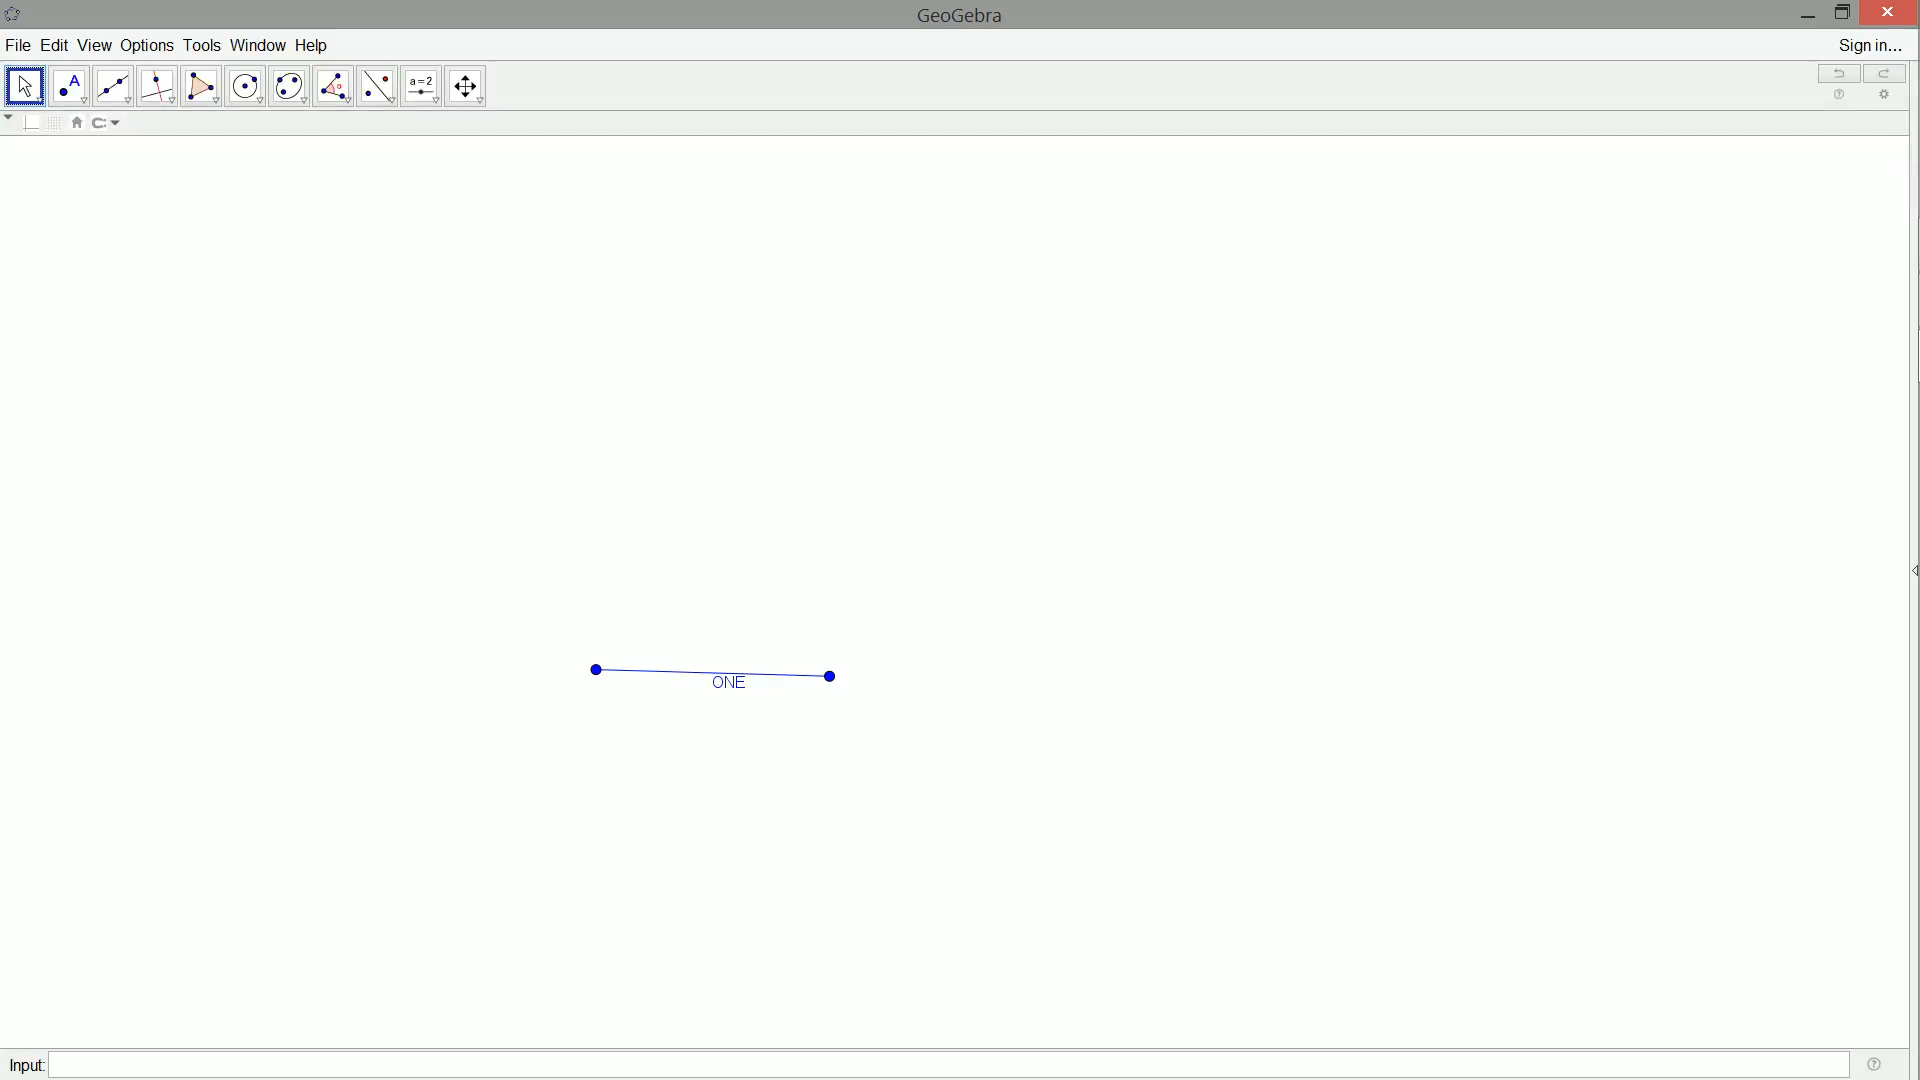 GeoGebra
File Edit View Options Tools Window Help
Sign in...
A
α
a=2
ONE
Input: